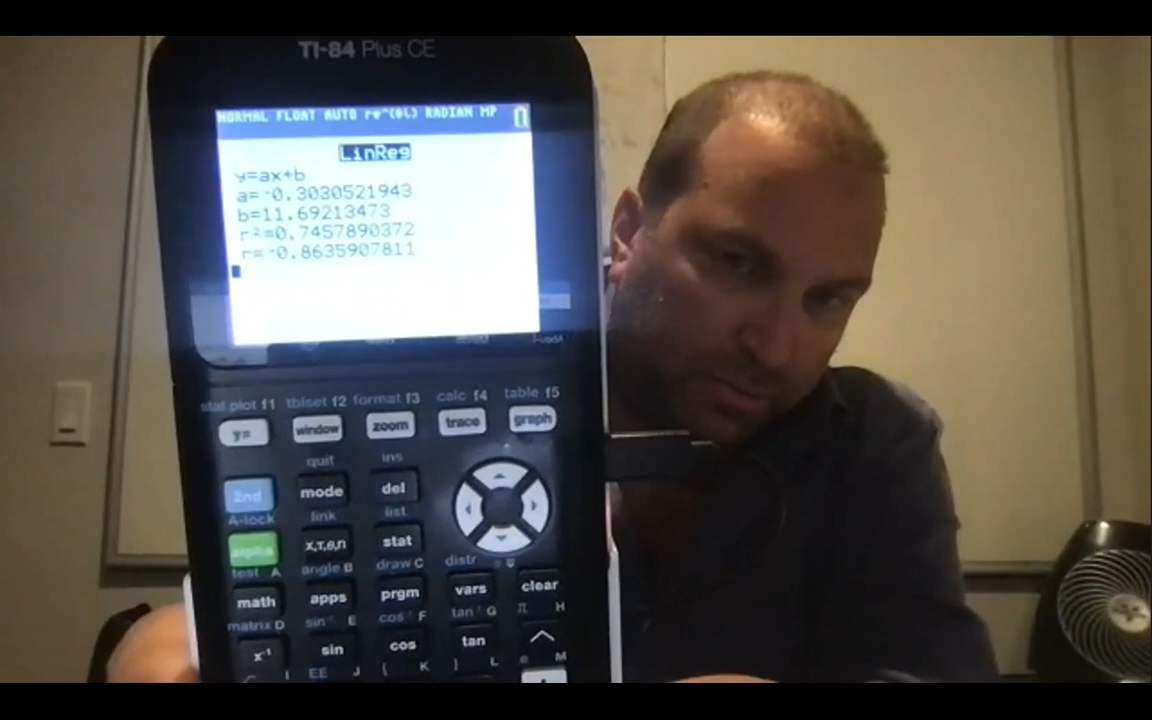 TI-84 Plus CE
NORMAL FLOAT AUTO re^(θi) RADIAN MP
LinReg
y=ax+b
a=-0.3030521943
b=11.69213473
r²=0.7457890372
r=-0.8635907811
stat plot f1 tblset f2 format f3 calc f4 table f5
y= window zoom trace graph
quit ins
2nd mode del
A-lock link list
alpha X,T,θ,n stat
test A angle B draw C distr
math apps prgm vars clear
matrix D sin⁻¹ E cos⁻¹ F tan⁻¹ G π H
x⁻¹ sin cos tan ^
I EE J { K } L e M